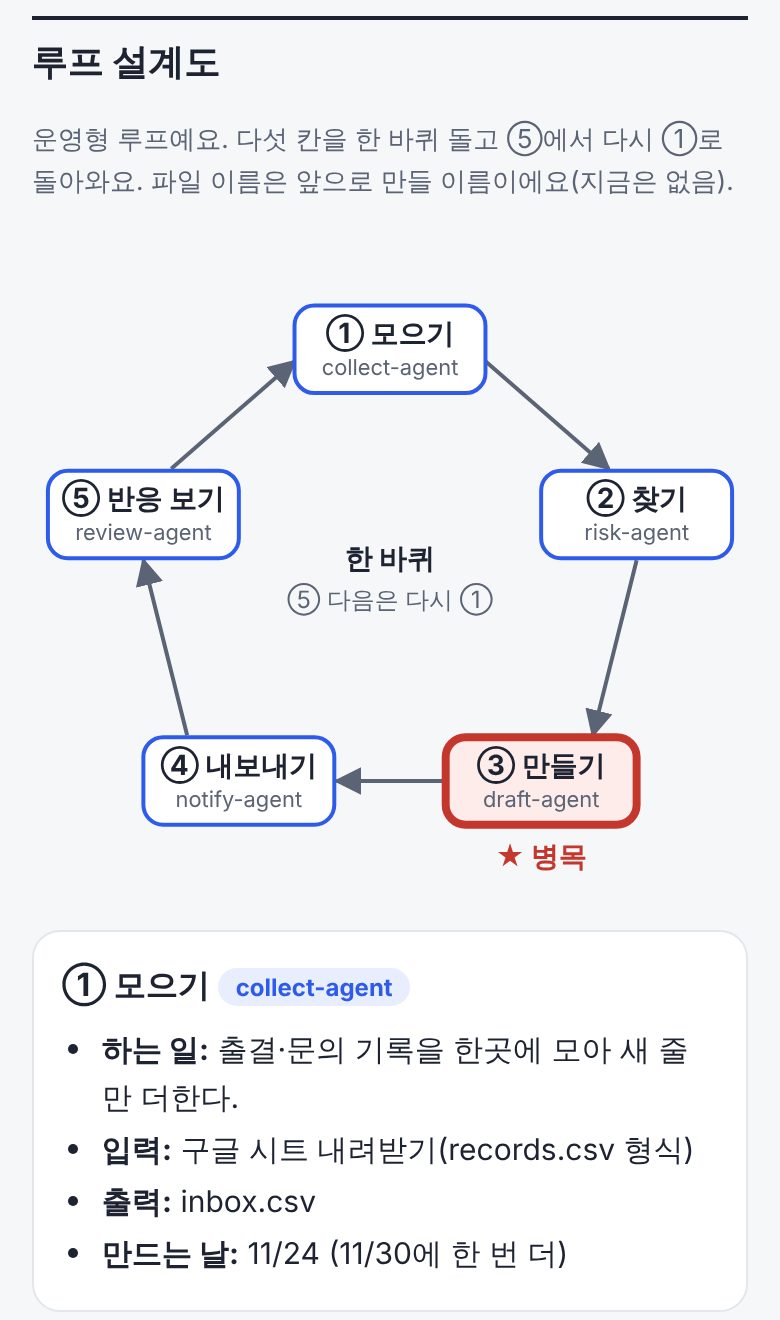 루프 설계도
운영형 루프예요. 다섯 칸을 한 바퀴 돌고 ⑤에서 다시 ①로
돌아와요. 파일 이름은 앞으로 만들 이름이에요(지금은 없음).
① 모으기
collect-agent
⑤ 반응 보기
review-agent
② 찾기
risk-agent
한 바퀴
⑤ 다음은 다시 ①
④ 내보내기
notify-agent
③ 만들기
draft-agent
★ 병목
① 모으기 collect-agent
• 하는 일: 출결·문의 기록을 한곳에 모아 새 줄
만 더한다.
• 입력: 구글 시트 내려받기(records.csv 형식)
• 출력: inbox.csv
• 만드는 날: 11/24 (11/30에 한 번 더)